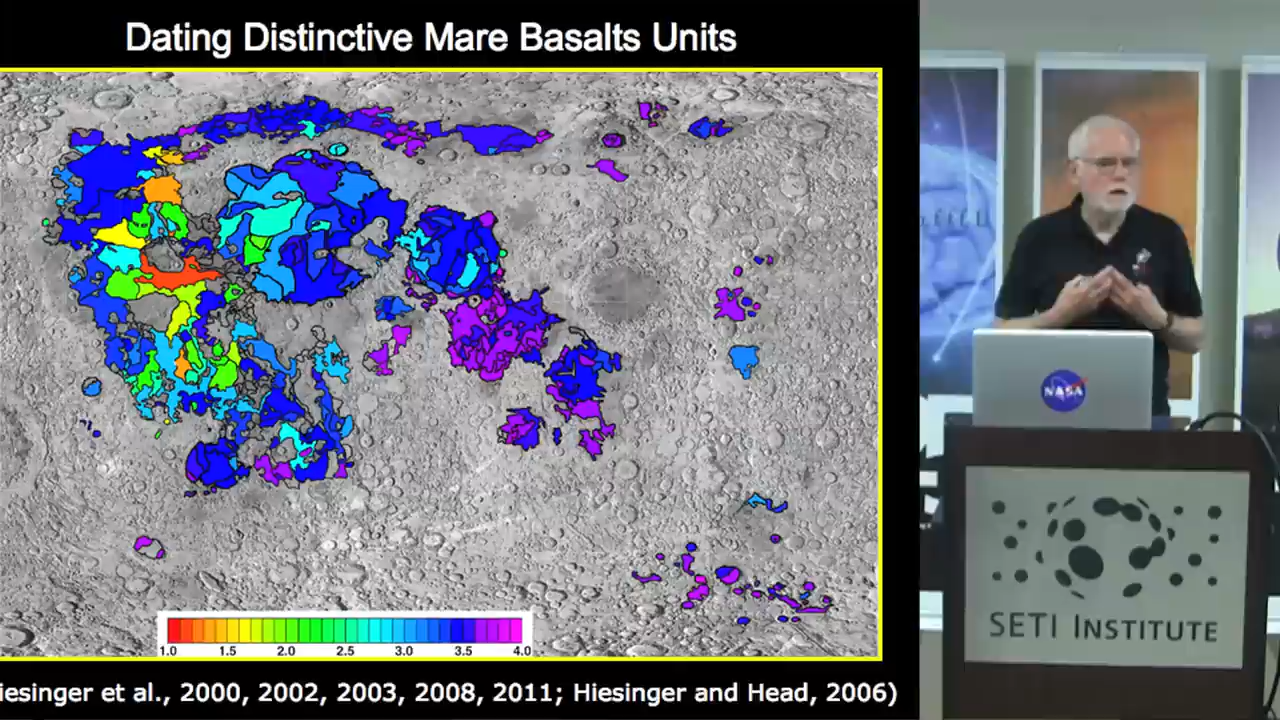 Dating Distinctive Mare Basalts Units
1.0 1.5 2.0 2.5 3.0 3.5 4.0
iesinger et al., 2000, 2002, 2003, 2008, 2011; Hiesinger and Head, 2006)
NASA
SETI INSTITUTE